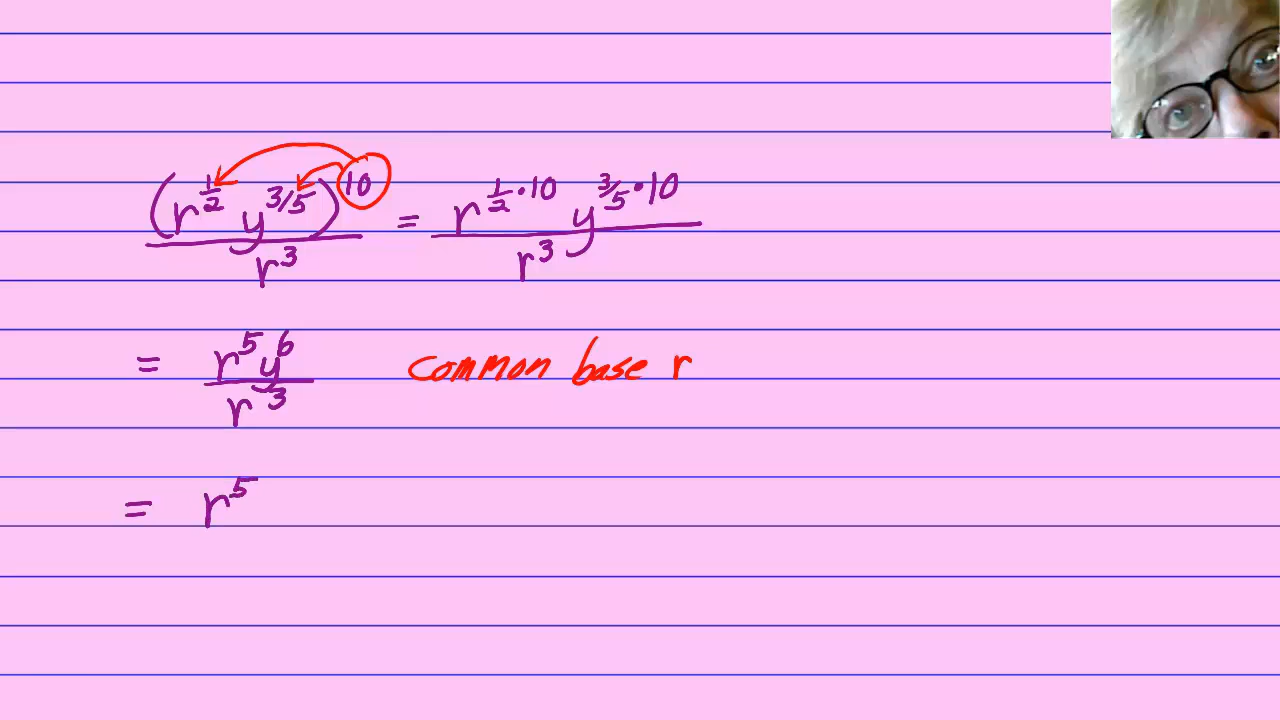 (r^{1/2} y^{3/5})^{10} / r^3 = r^{1/2 · 10} y^{3/5 · 10} / r^3
= r^5 y^6 / r^3 common base r
= r^5